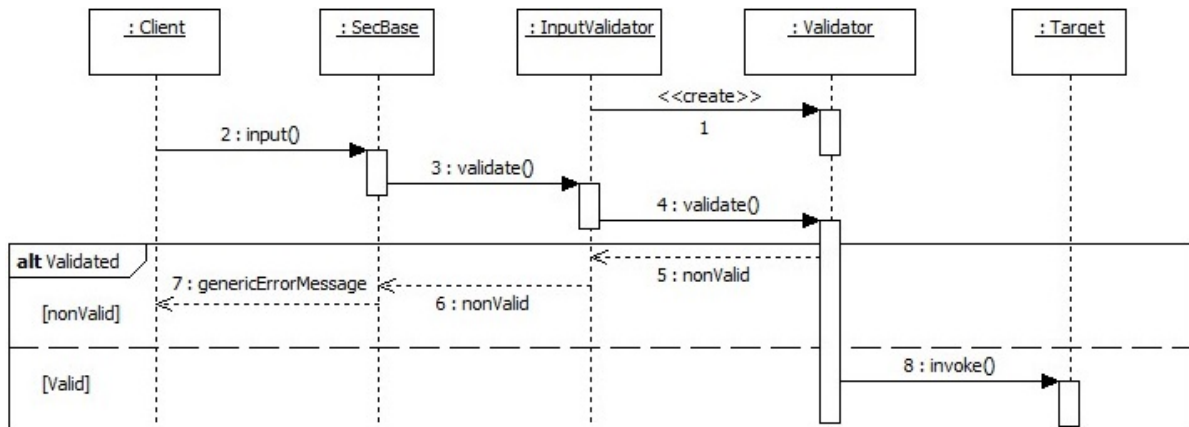 : Client
: SecBase
: InputValidator
: Validator
: Target
<<create>>
1
2 : input()
3 : validate()
4 : validate()
alt Validated
5 : nonValid
7 : genericErrorMessage
6 : nonValid
[nonValid]
8 : invoke()
[Valid]